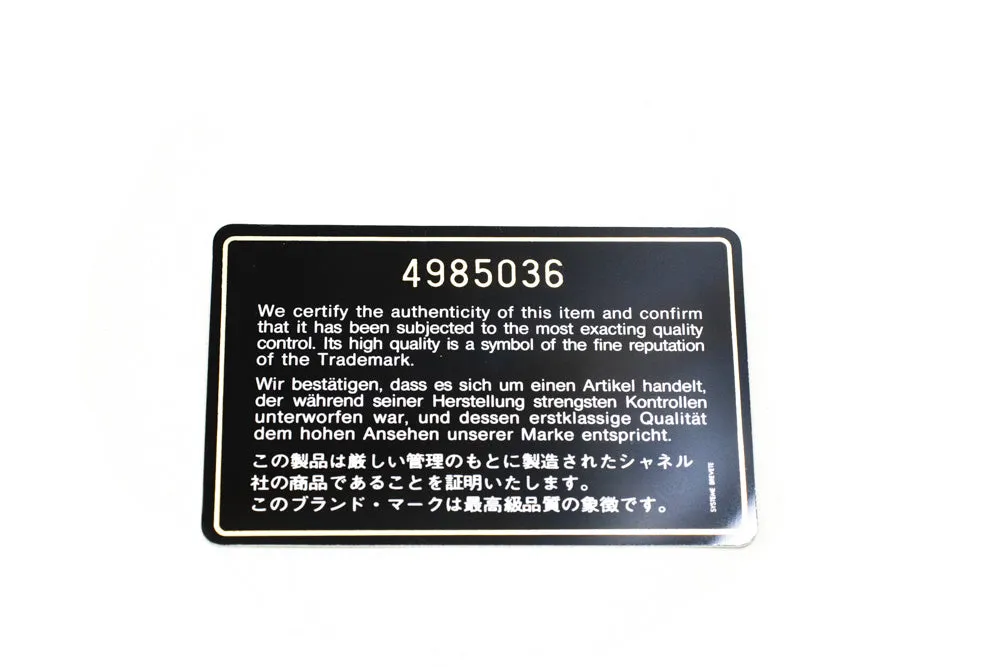 4985036
We certify the authenticity of this item and confirm
that it has been subjected to the most exacting quality
control. Its high quality is a symbol of the fine reputation
of the Trademark.
Wir bestätigen, dass es sich um einen Artikel handelt,
der während seiner Herstellung strengsten Kontrollen
unterworfen war, und dessen erstklassige Qualität
dem hohen Ansehen unserer Marke entspricht.
この製品は厳しい管理のもとに製造されたシャネル
社の商品であることを証明いたします。
このブランド・マークは最高級品質の象徴です。
SYSTEME BREVETE